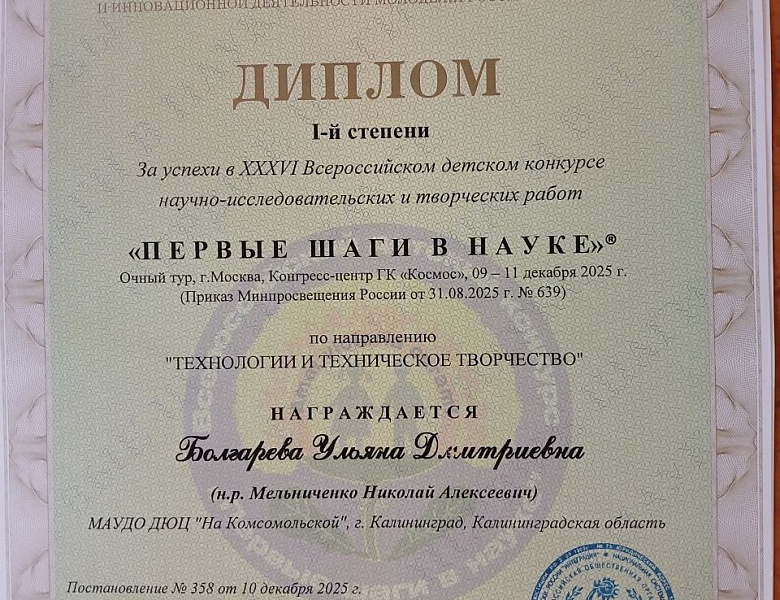 И ИННОВАЦИОННОЙ ДЕЯТЕЛЬНОСТИ МОЛОДЕЖИ
ДИПЛОМ
I-й степени
За успехи в XXXVI Всероссийском детском конкурсе
научно-исследовательских и творческих работ
«ПЕРВЫЕ ШАГИ В НАУКЕ»®
Очный тур, г.Москва, Конгресс-центр ГК «Космос», 09 – 11 декабря 2025 г.
(Приказ Минпросвещения России от 31.08.2025 г. № 639)
по направлению
"ТЕХНОЛОГИИ И ТЕХНИЧЕСКОЕ ТВОРЧЕСТВО"
НАГРАЖДАЕТСЯ
Болгарева Ульяна Дмитриевна
(н.р. Мельниченко Николай Алексеевич)
МАУДО ДЮЦ "На Комсомольской", г. Калининград, Калининградская область
Постановление № 358 от 10 декабря 2025 г.